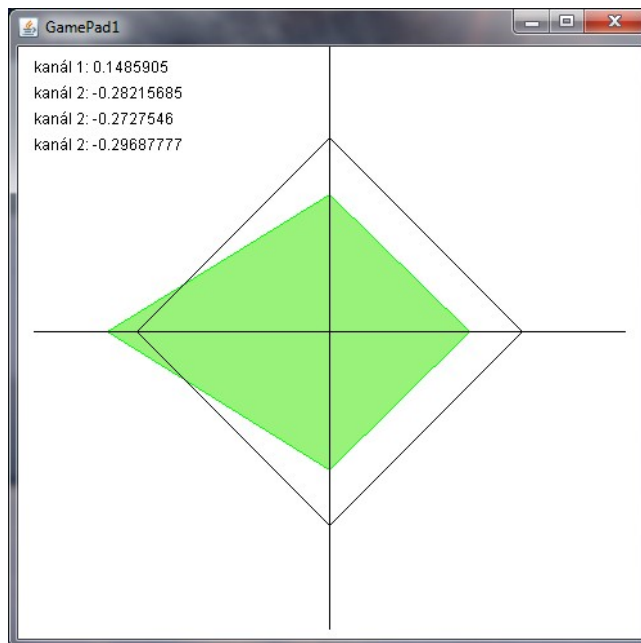 GamePad1
kanál 1: 0.1485905
kanál 2: -0.28215685
kanál 2: -0.2727546
kanál 2: -0.29687777